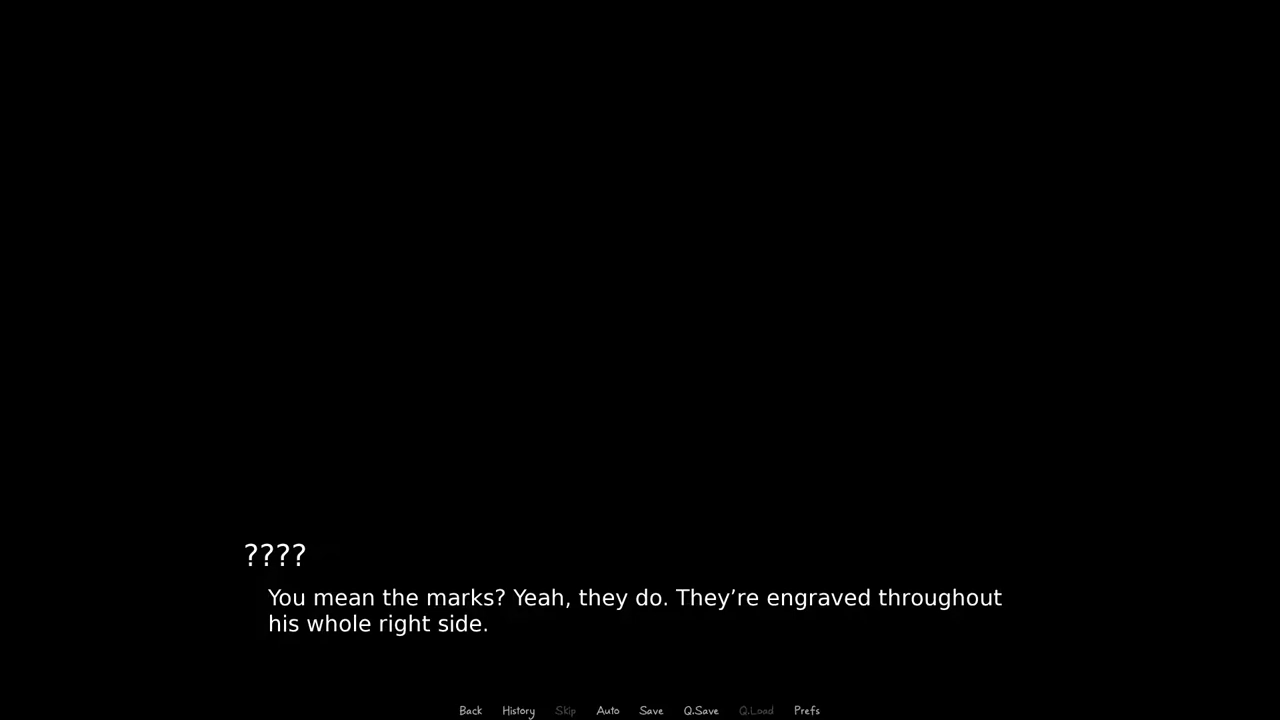 ????
You mean the marks? Yeah, they do. They’re engraved throughout
his whole right side.
Back History Skip Auto Save Q.Save Q.Load Prefs